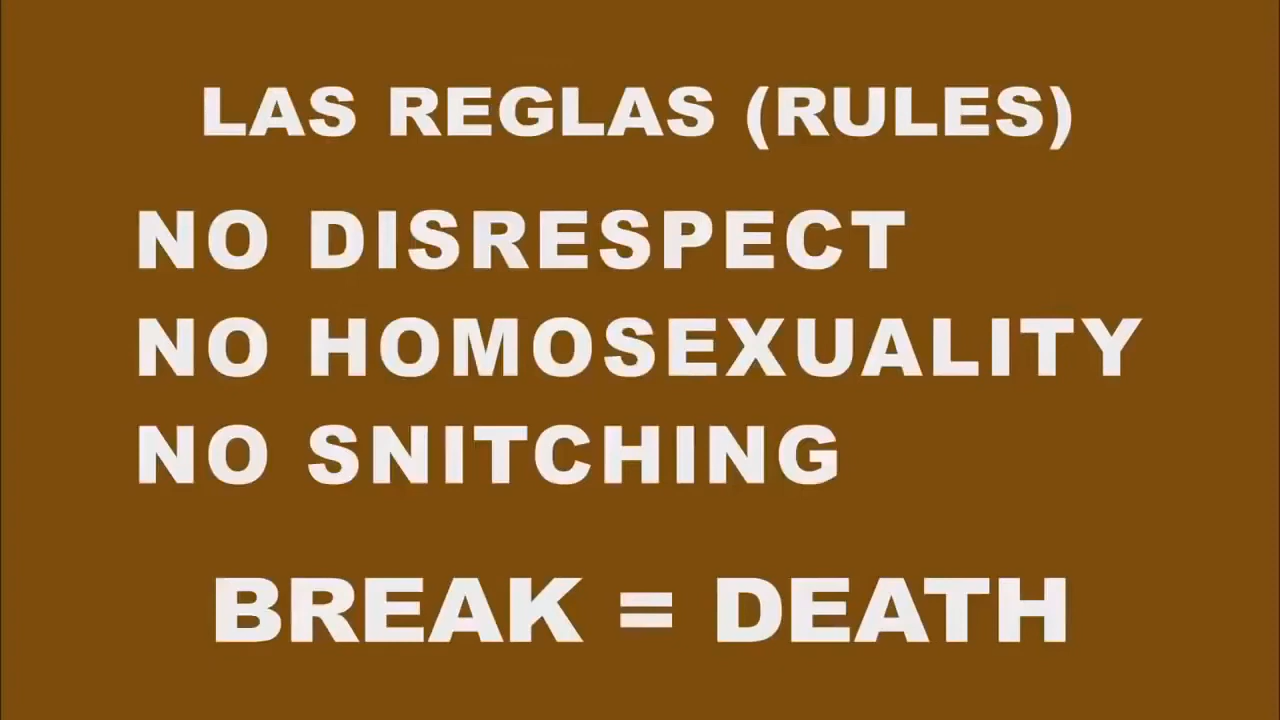 LAS REGLAS (RULES)
NO DISRESPECT
NO HOMOSEXUALITY
NO SNITCHING
BREAK = DEATH